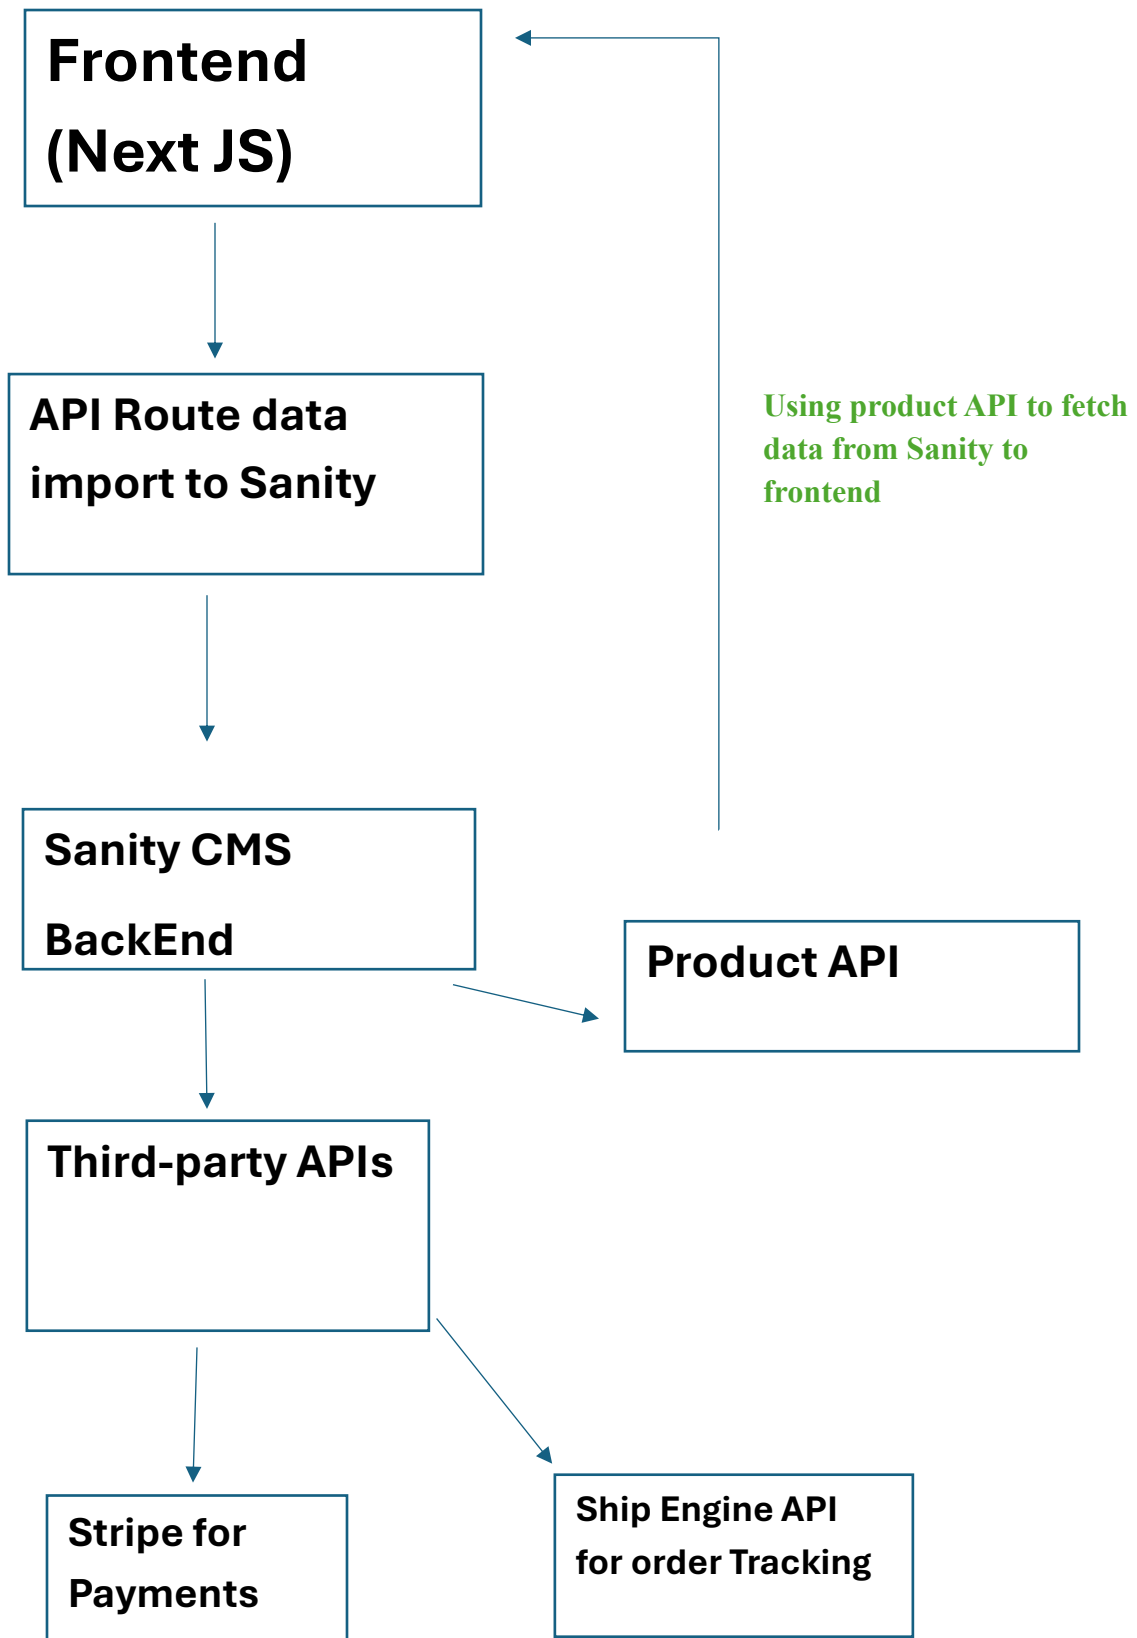 Frontend
(Next JS)
API Route data
import to Sanity
Using product API to fetch
data from Sanity to
frontend
Sanity CMS
BackEnd
Product API
Third-party APIs
Stripe for
Payments
Ship Engine API
for order Tracking